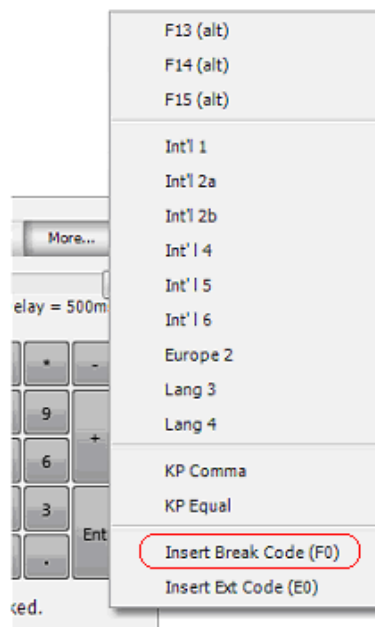 F13 (alt)
F14 (alt)
F15 (alt)
Int'l 1
Int'l 2a
Int'l 2b
Int' l 4
Int' l 5
Int' l 6
Europe 2
Lang 3
Lang 4
KP Comma
KP Equal
Insert Break Code (F0)
Insert Ext Code (E0)
More...
elay = 500m
* -
9 +
6
3 Ent
.
ked.